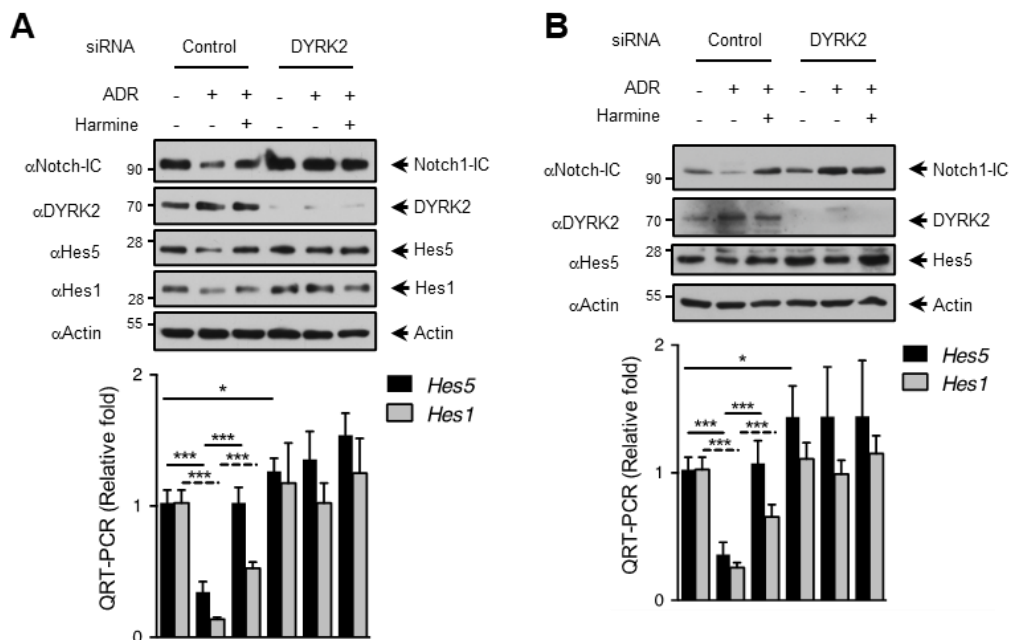 A
siRNA Control DYRK2
ADR - + + - + +
Harmine - - + - - +
αNotch-IC 90 Notch1-IC
αDYRK2 70 DYRK2
αHes5 28 Hes5
αHes1 28 Hes1
αActin 55 Actin
QRT-PCR (Relative fold)
2
1
0
*
***
***
***
***
Hes5
Hes1
B
siRNA Control DYRK2
ADR - + + - + +
Harmine - - + - - +
αNotch-IC 90 Notch1-IC
αDYRK2 70 DYRK2
αHes5 28 Hes5
αActin 55 Actin
QRT-PCR (Relative fold)
2
1
0
*
***
***
***
***
Hes5
Hes1